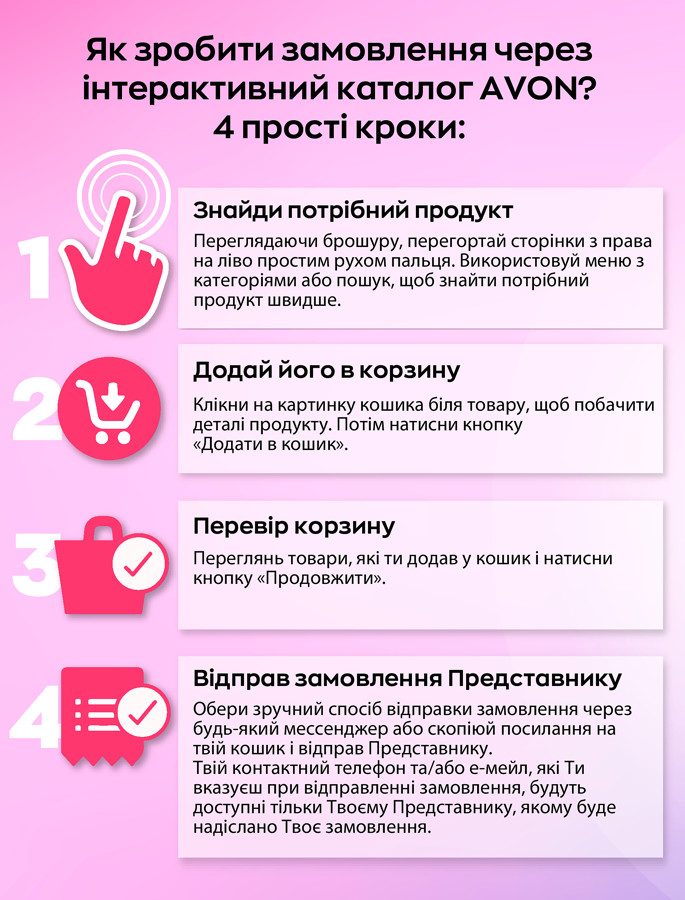 Як зробити замовлення через
інтерактивний каталог AVON?
4 прості кроки:
1
Знайди потрібний продукт
Переглядаючи брошуру, перегортай сторінки з права
на ліво простим рухом пальця. Використовуй меню з
категоріями або пошук, щоб знайти потрібний
продукт швидше.
2
Додай його в корзину
Клікни на картинку кошика біля товару, щоб побачити
деталі продукту. Потім натисни кнопку
«Додати в кошик».
3
Перевір корзину
Переглянь товари, які ти додав у кошик і натисни
кнопку «Продовжити».
4
Відправ замовлення Представнику
Обери зручний спосіб відправки замовлення через
будь-який мессенджер або скопіюй посилання на
твій кошик і відправ Представнику.
Твій контактний телефон та/або е-мейл, які Ти
вказуєш при відправленні замовлення, будуть
доступні тільки Твоєму Представнику, якому буде
надіслано Твоє замовлення.